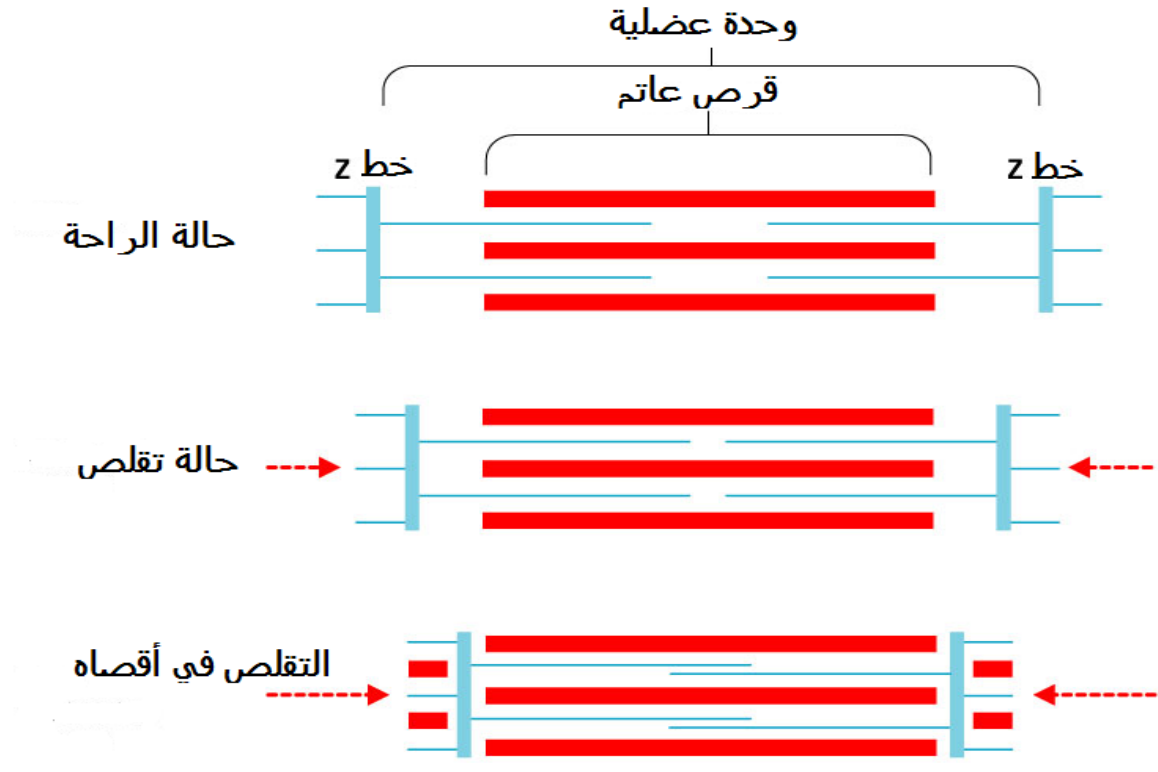 وحدة عضلية
قرص عاتم
خط z
خط z
حالة الراحة
حالة تقلص
التقلص في أقصاه